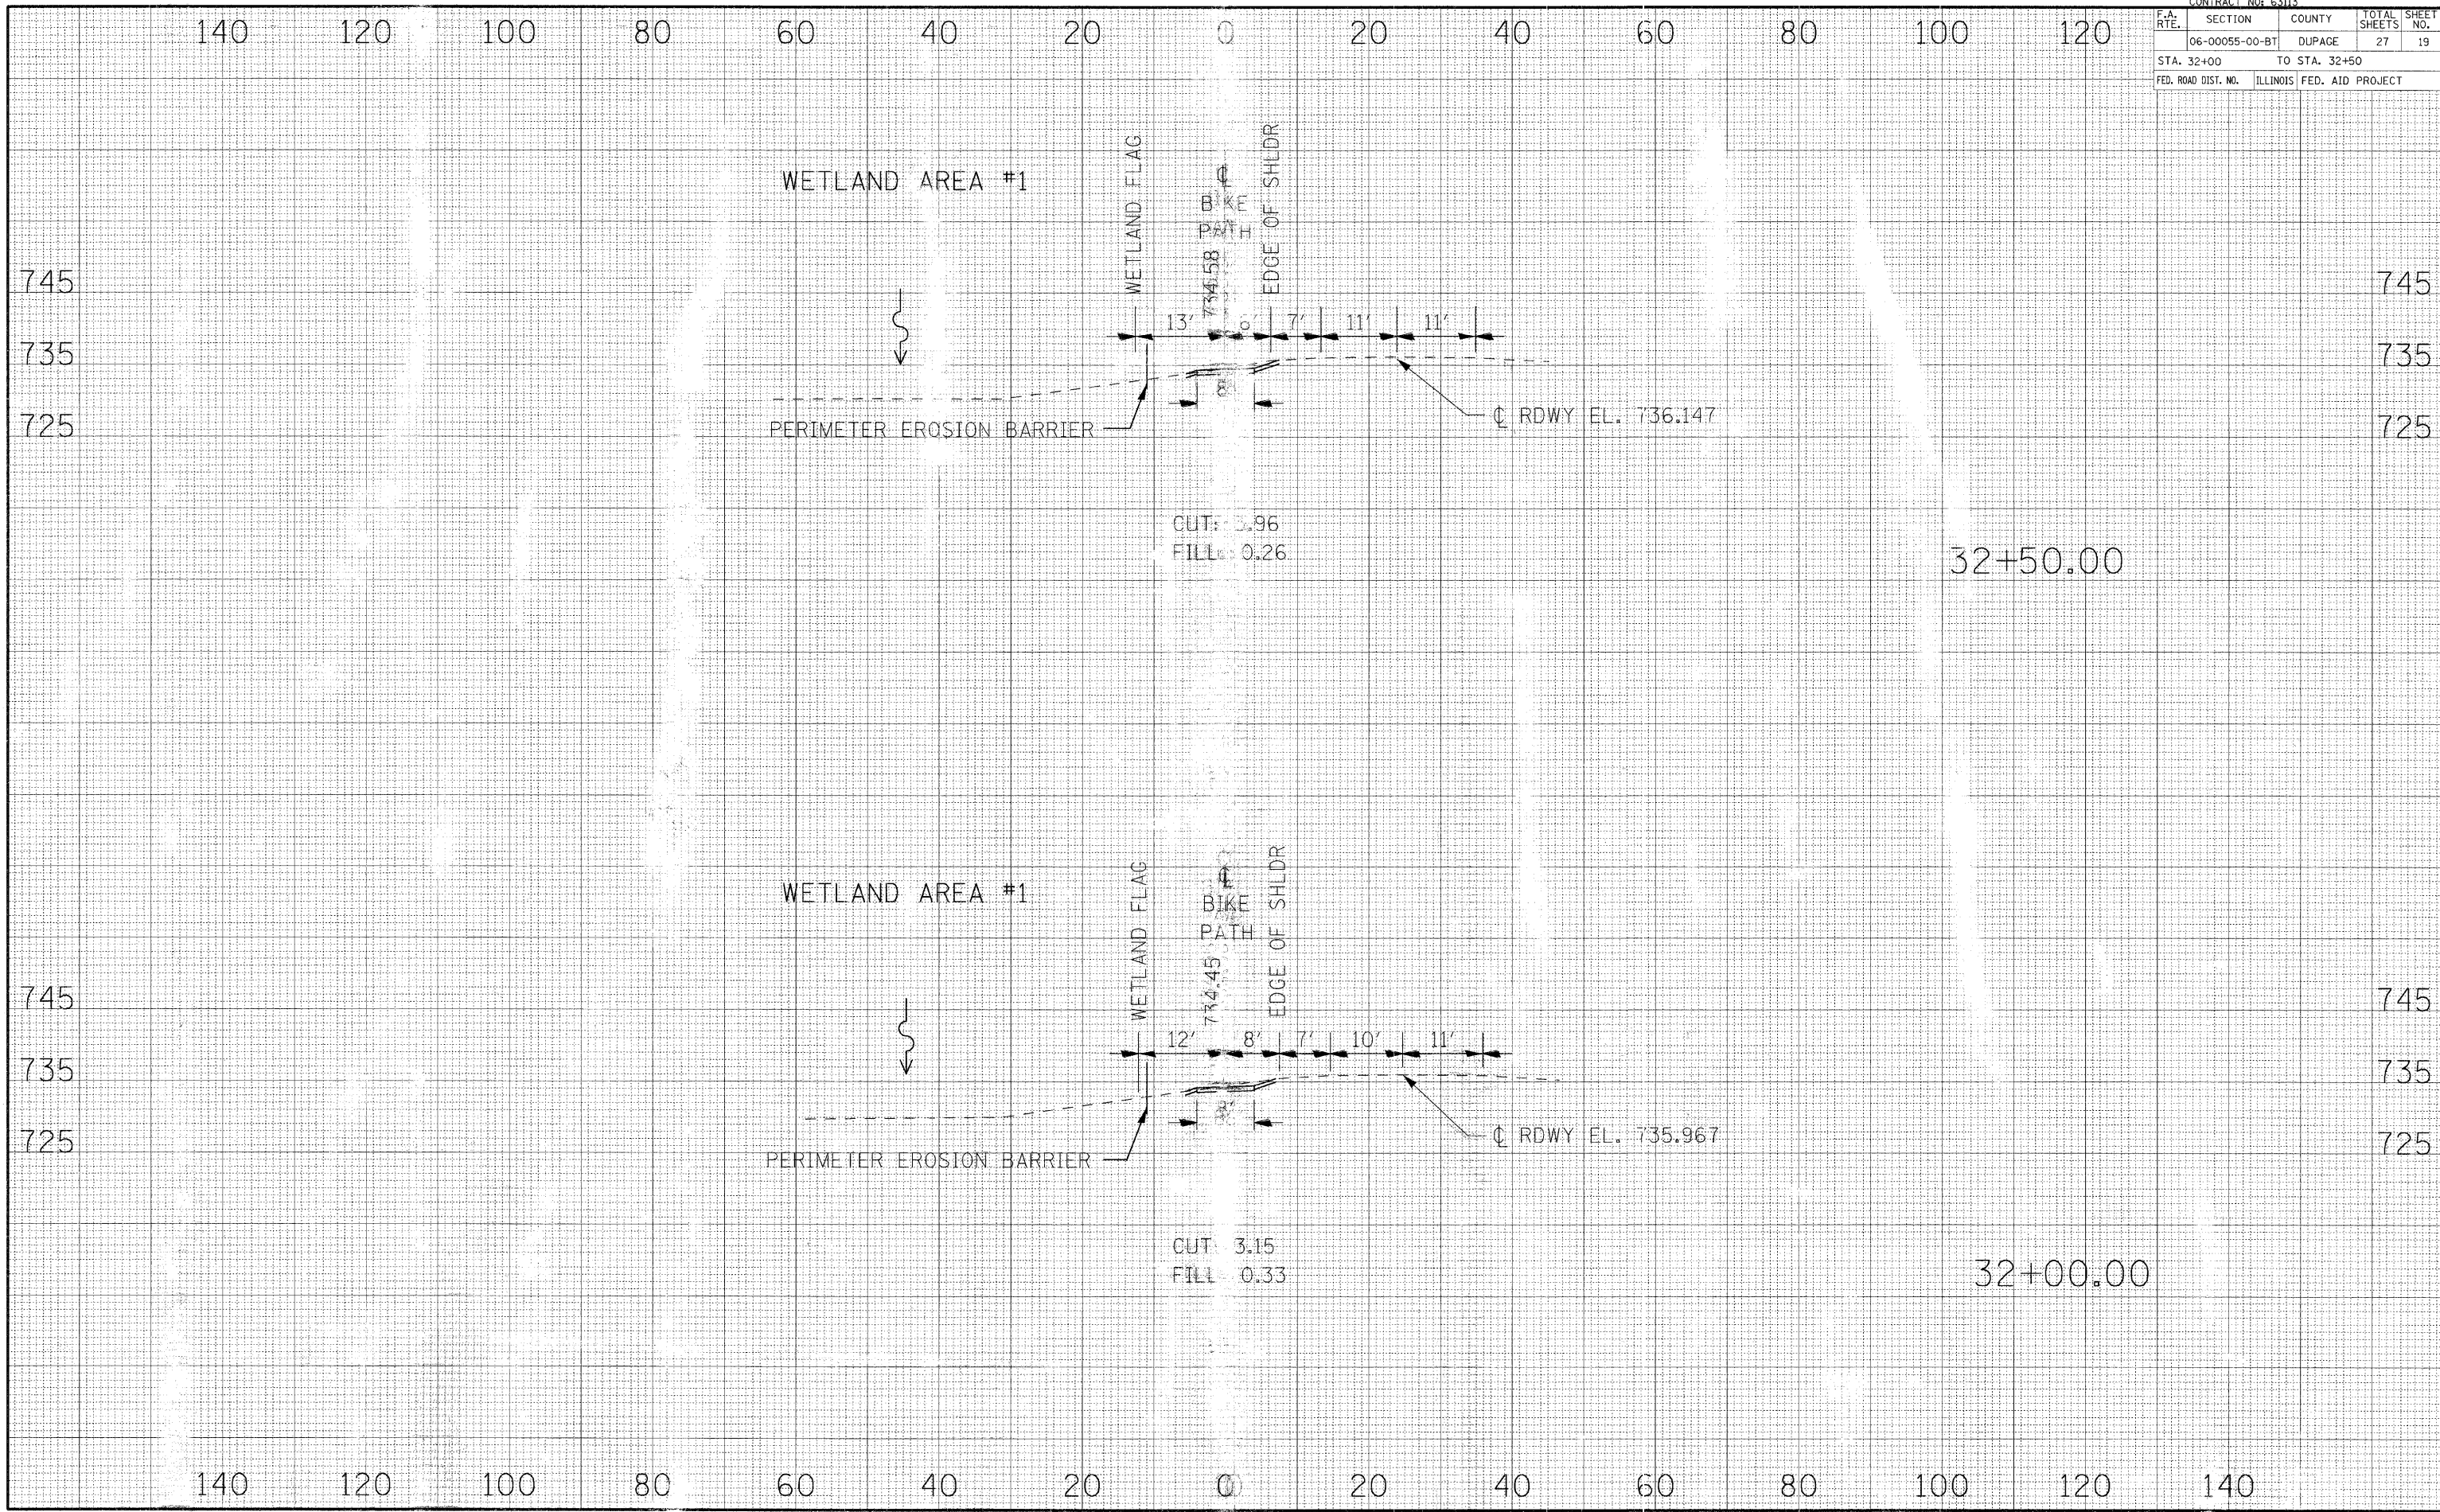 CONTRACT NO: 63113
F.A. RTE. SECTION COUNTY TOTAL SHEETS SHEET NO.
06-00055-00-BT DUPAGE 27 19
STA. 32+00 TO STA. 32+50
FED. ROAD DIST. NO. ILLINOIS FED. AID PROJECT
140 120 100 80 60 40 20 0 20 40 60 80 100 120
WETLAND AREA #1
WETLAND FLAG
℄
BIKE
PATH
734.58
EDGE OF SHLDR
745 745
13' 6' 7' 11' 11'
735 735
8'
725 725
℄ RDWY EL. 736.147
PERIMETER EROSION BARRIER
CUT: .96
FILL: 0.26
32+50.00
WETLAND AREA #1
WETLAND FLAG
℄
BIKE
PATH
734.45
EDGE OF SHLDR
745 745
12' 8' 7' 10' 11'
735 735
8'
725 725
℄ RDWY EL. 735.967
PERIMETER EROSION BARRIER
CUT 3.15
FILL 0.33
32+00.00
140 120 100 80 60 40 20 0 20 40 60 80 100 120 140